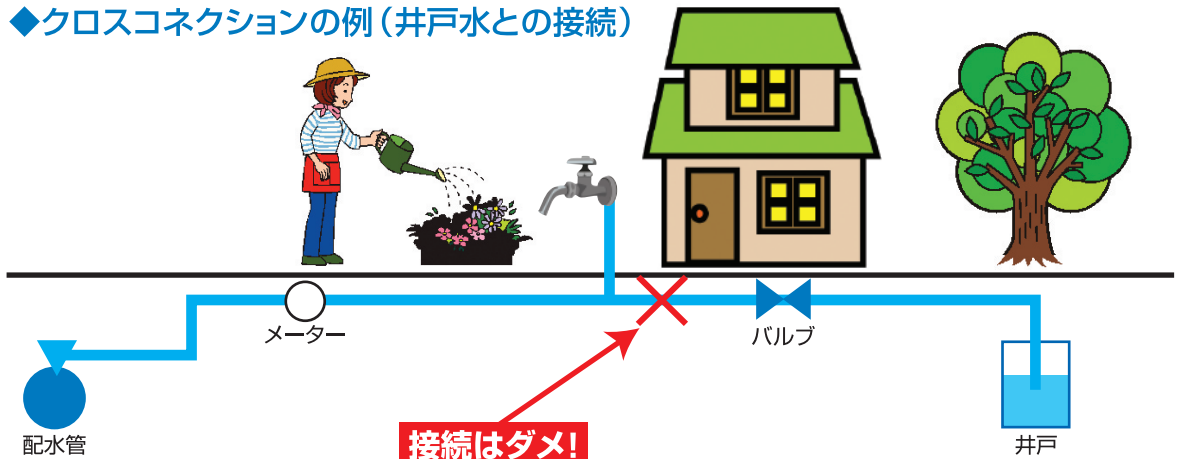 ◆クロスコネクションの例（井戸水との接続）
メーター
バルブ
配水管
接続はダメ!
井戸